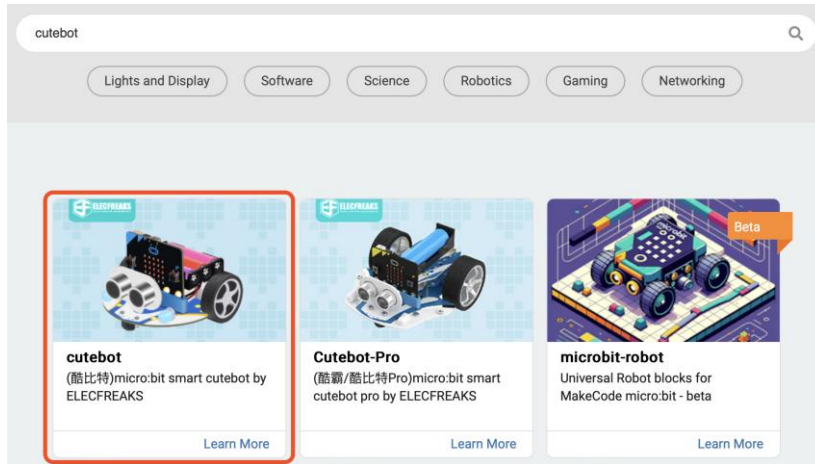 cutebot
Lights and Display
Software
Science
Robotics
Gaming
Networking
ELECFREAKS
cutebot
(酷比特)micro:bit smart cutebot by
ELECFREAKS
Learn More
ELECFREAKS
Cutebot-Pro
(酷霸/酷比特Pro)micro:bit smart
cutebot pro by ELECFREAKS
Learn More
Beta
microbit
microbit-robot
Universal Robot blocks for
MakeCode micro:bit - beta
Learn More